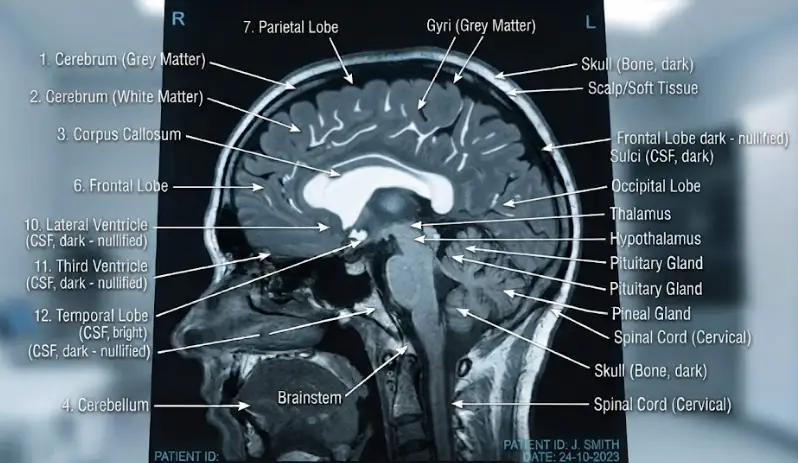 R
L
7. Parietal Lobe
Gyri (Grey Matter)
1. Cerebrum (Grey Matter)
2. Cerebrum (White Matter)
3. Corpus Callosum
6. Frontal Lobe
10. Lateral Ventricle
(CSF, dark - nullified)
11. Third Ventricle
(CSF, dark - nullified)
12. Temporal Lobe
(CSF, bright)
(CSF, dark - nullified)
4. Cerebellum
Brainstem
Skull (Bone, dark)
Scalp/Soft Tissue
Frontal Lobe dark - nullified)
Sulci (CSF, dark)
Occipital Lobe
Thalamus
Hypothalamus
Pituitary Gland
Pituitary Gland
Pineal Gland
Spinal Cord (Cervical)
Skull (Bone, dark)
Spinal Cord (Cervical)
PATIENT ID:
PATIENT ID: J. SMITH
DATE: 24-10-2023